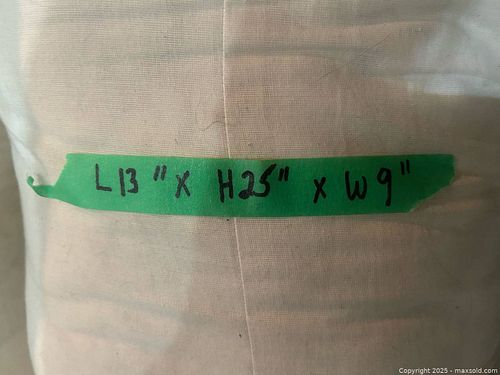 L13" x H25" x W9"
Copyright 2025 - maxsold.com